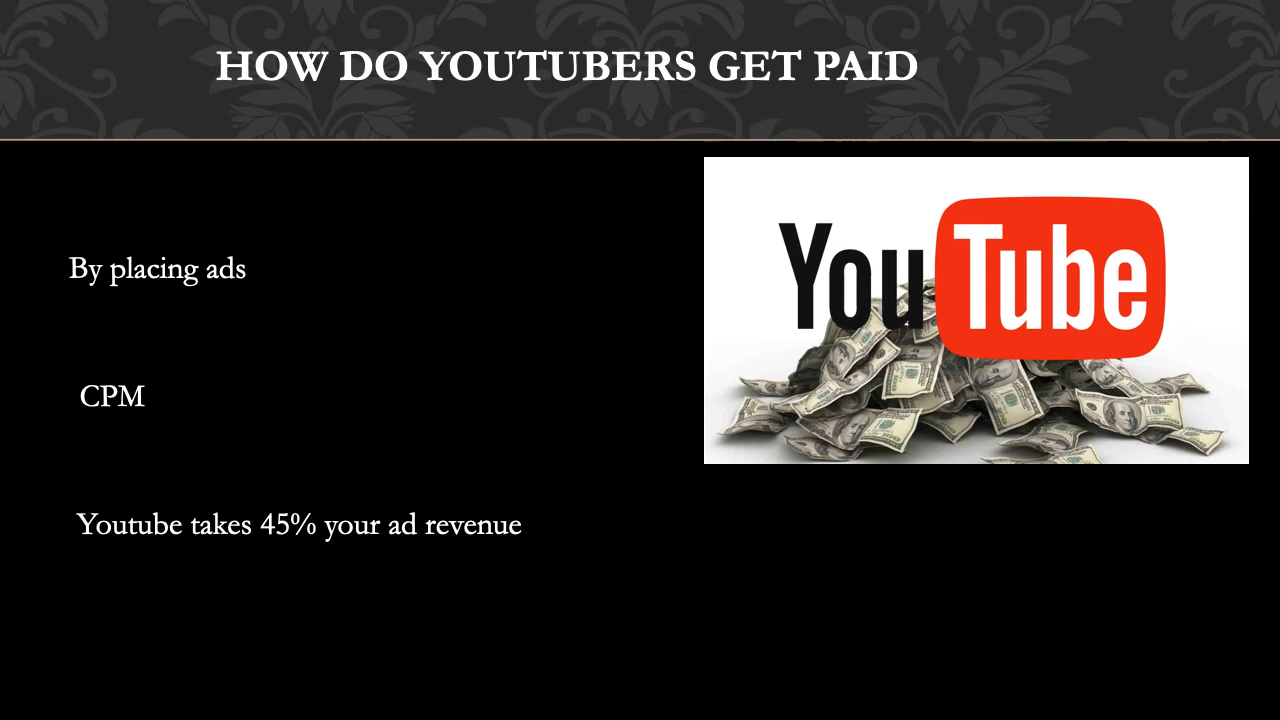 HOW DO YOUTUBERS GET PAID
By placing ads
YouTube
CPM
Youtube takes 45% your ad revenue